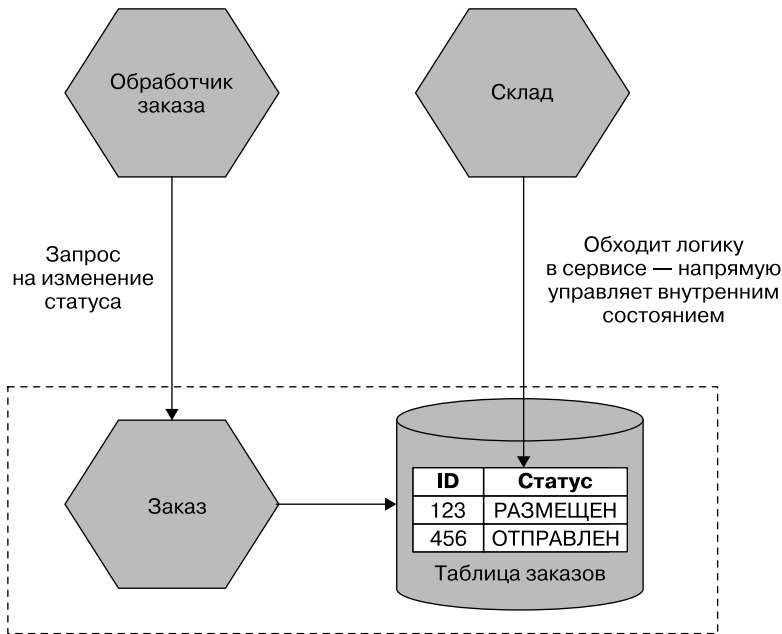 Обработчик
заказа
Склад
Запрос
на изменение
статуса
Обходит логику
в сервисе — напрямую
управляет внутренним
состоянием
Заказ
ID Статус
123 РАЗМЕЩЕН
456 ОТПРАВЛЕН
Таблица заказов